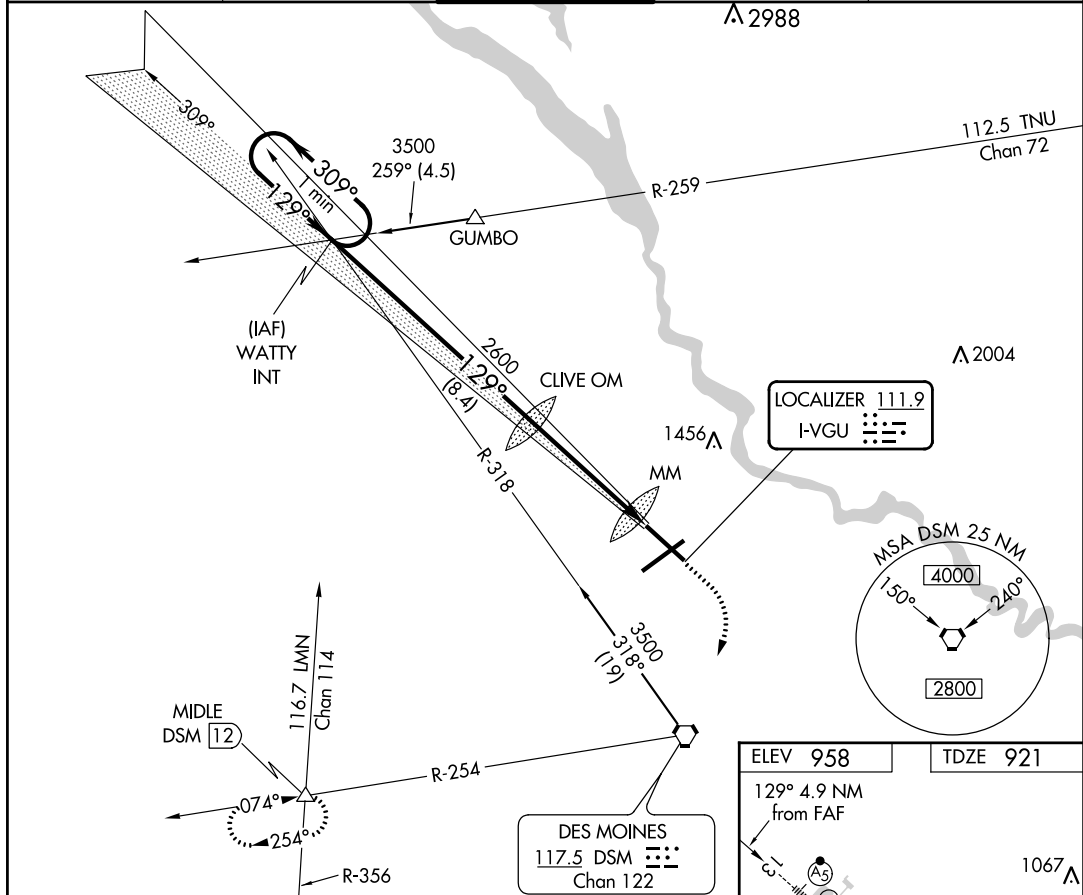 2988
309°
3500
259° (4.5)
309°
1 min
129°
112.5 TNU
Chan 72
R-259
GUMBO
(IAF)
WATTY
INT
2600
129°
(8.4)
CLIVE OM
2004
LOCALIZER 111.9
I-VGU
1456
R-318
MM
MSA DSM 25 NM
4000
150°
240°
2800
3500
318°
(19)
116.7 LMN
Chan 114
MIDLE
DSM 12
R-254
074°
254°
R-356
DES MOINES
117.5 DSM
Chan 122
ELEV 958
TDZE 921
129° 4.9 NM
from FAF
13
A5
1067